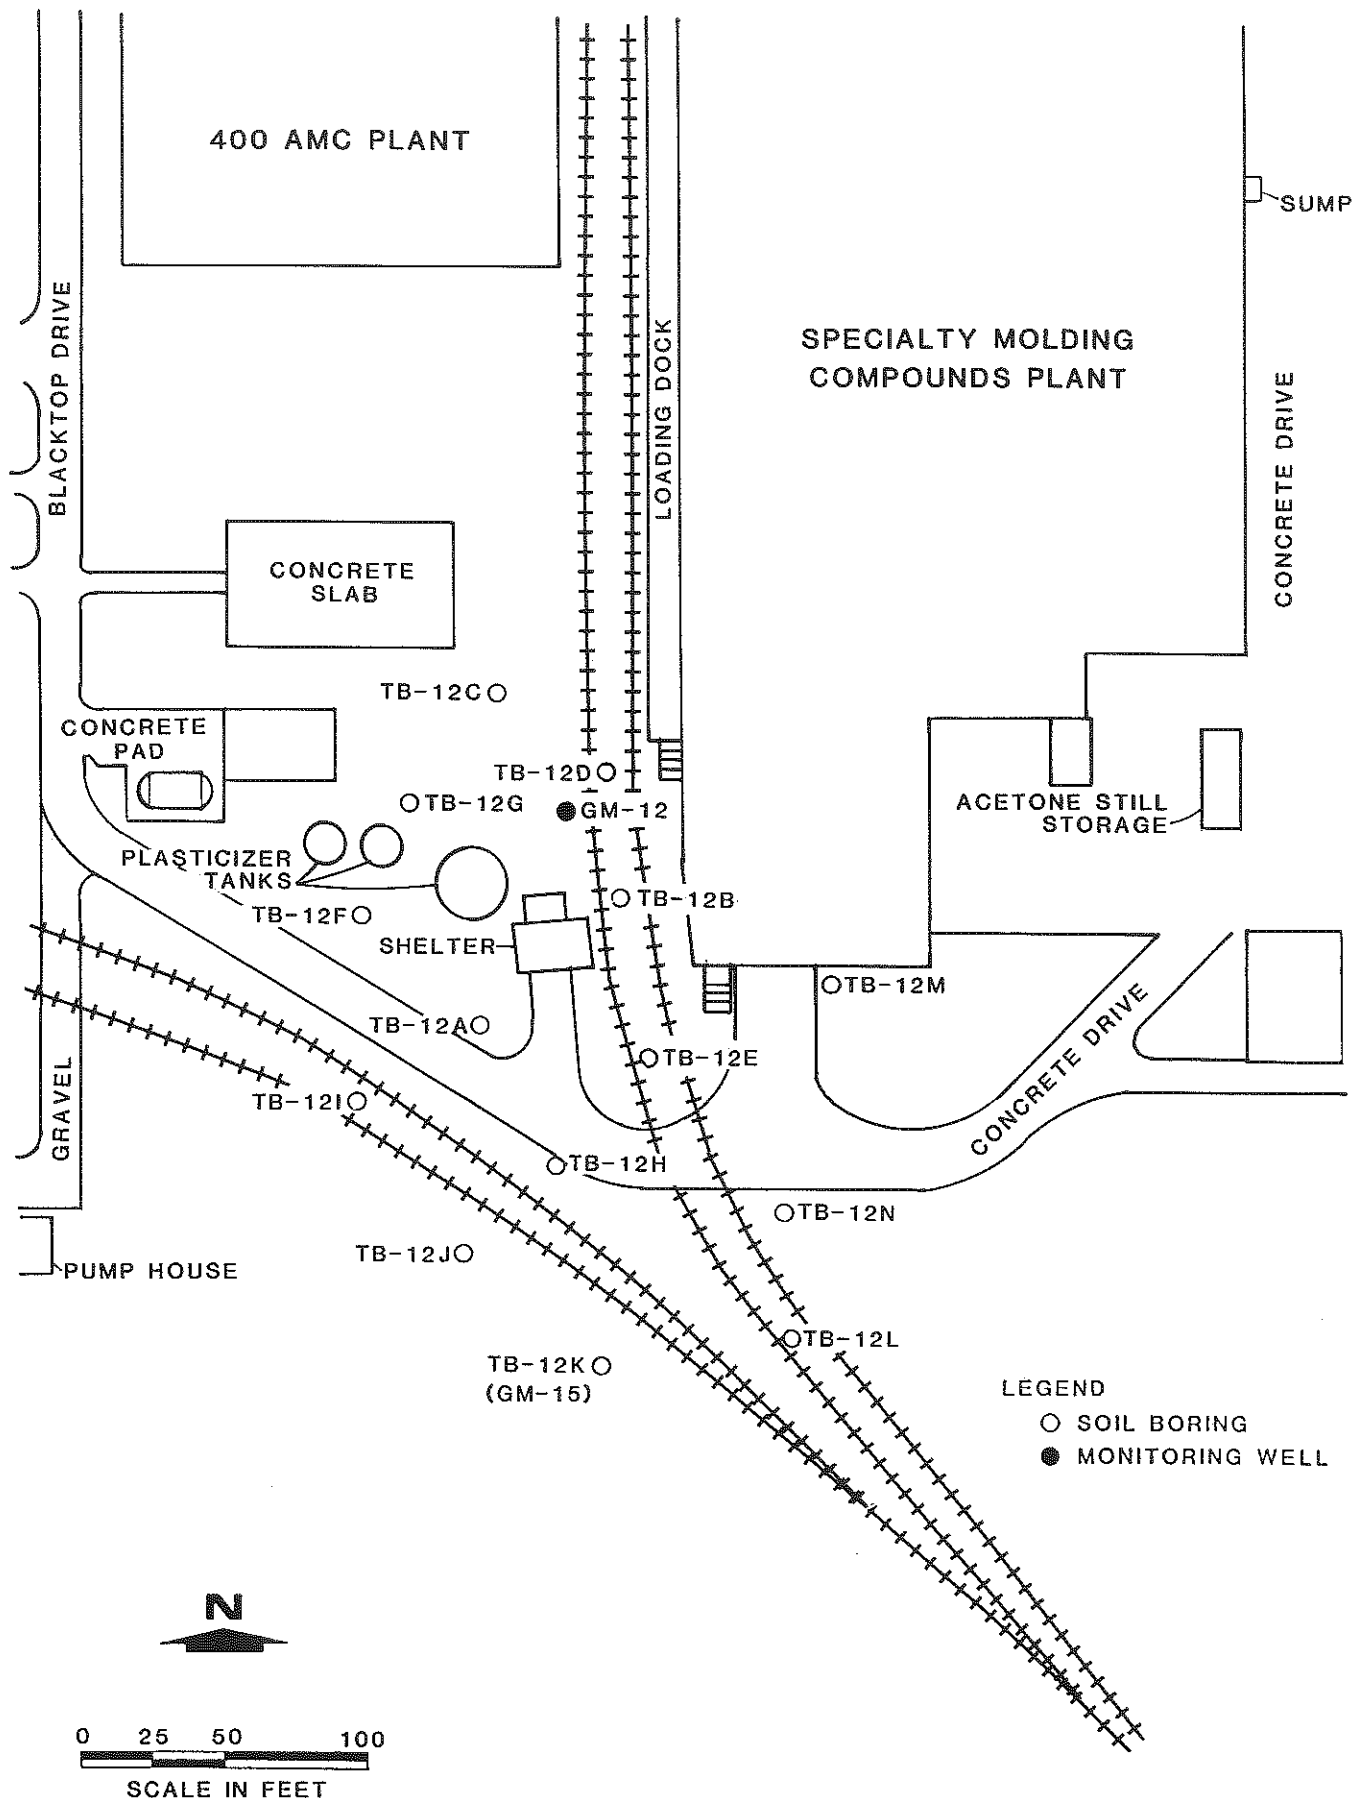 400 AMC PLANT
SUMP
BLACKTOP DRIVE
LOADING DOCK
SPECIALTY MOLDING
COMPOUNDS PLANT
CONCRETE DRIVE
CONCRETE
SLAB
TB-12C
CONCRETE
PAD
TB-12D
TB-12G
GM-12
ACETONE STILL
STORAGE
PLASTICIZER
TANKS
TB-12B
TB-12F
SHELTER
TB-12M
TB-12A
TB-12E
CONCRETE DRIVE
GRAVEL
TB-12I
TB-12H
TB-12N
TB-12J
PUMP HOUSE
TB-12L
TB-12K
(GM-15)
LEGEND
SOIL BORING
MONITORING WELL
N
0 25 50 100
SCALE IN FEET